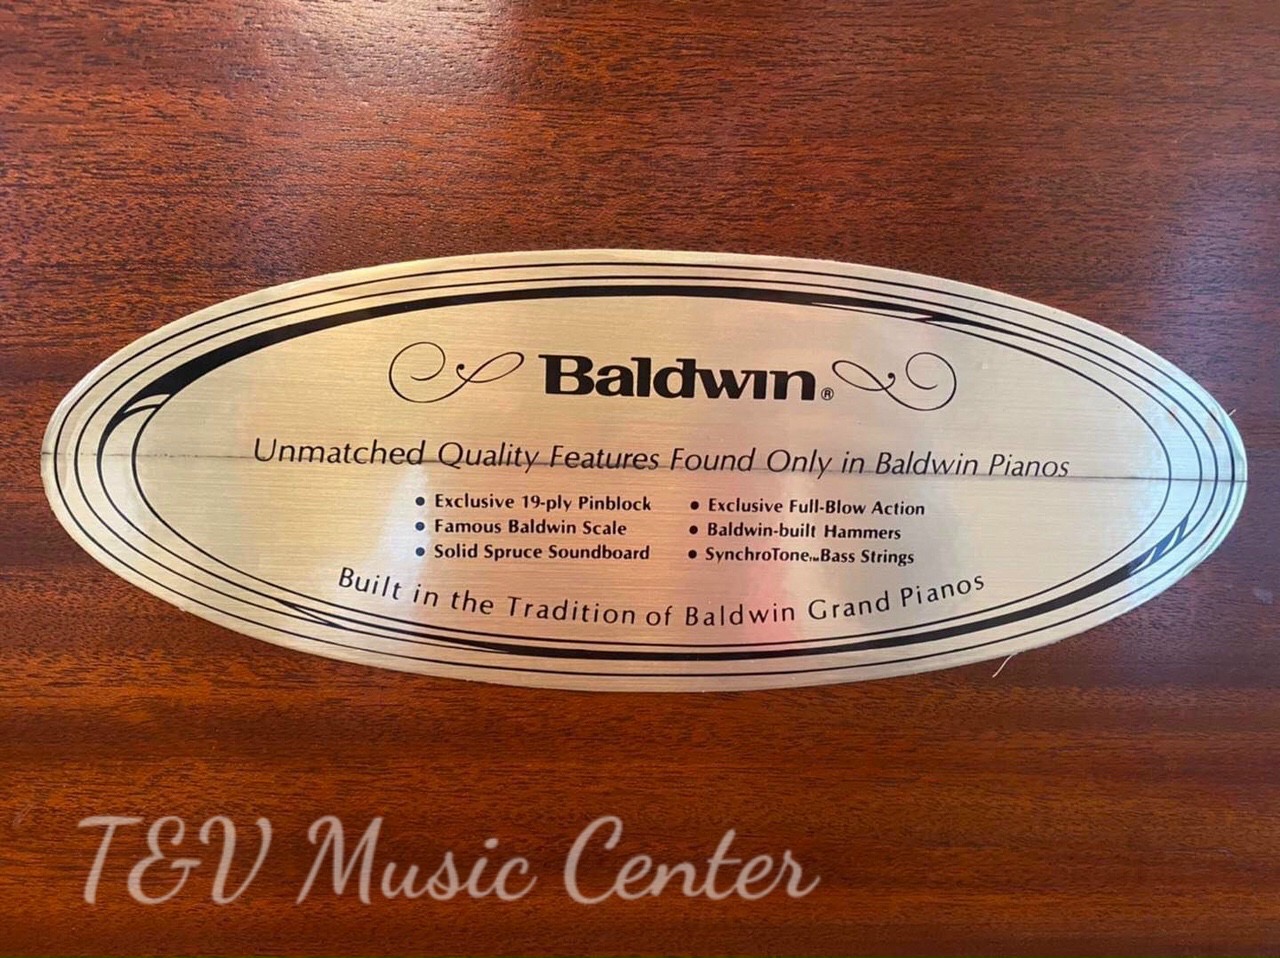 Baldwin®
Unmatched Quality Features Found Only in Baldwin Pianos
• Exclusive 19-ply Pinblock
• Famous Baldwin Scale
• Solid Spruce Soundboard
• Exclusive Full-Blow Action
• Baldwin-built Hammers
• SynchroTone™ Bass Strings
Built in the Tradition of Baldwin Grand Pianos
T&V Music Center